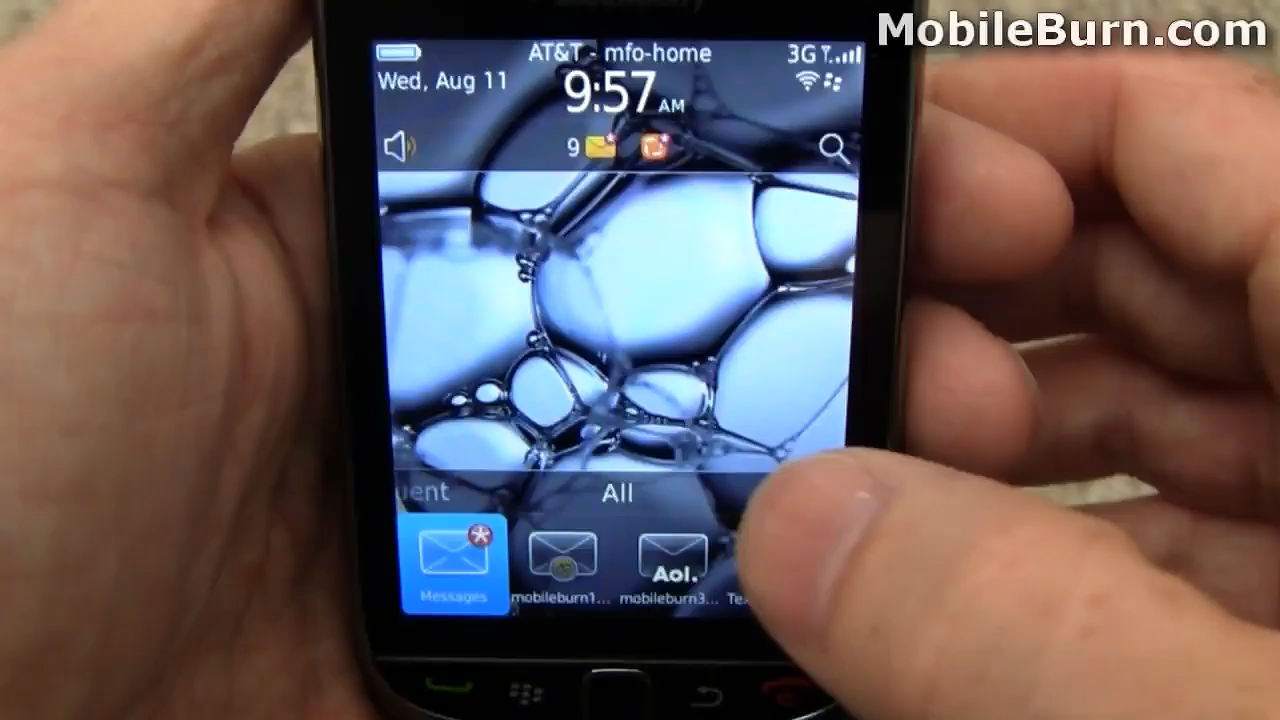 MobileBurn.com
AT&T - mfo-home
3G
Wed, Aug 11
9:57 AM
9
uent
All
Aol.
Messages
mobileburn1...
mobileburn3...
Te